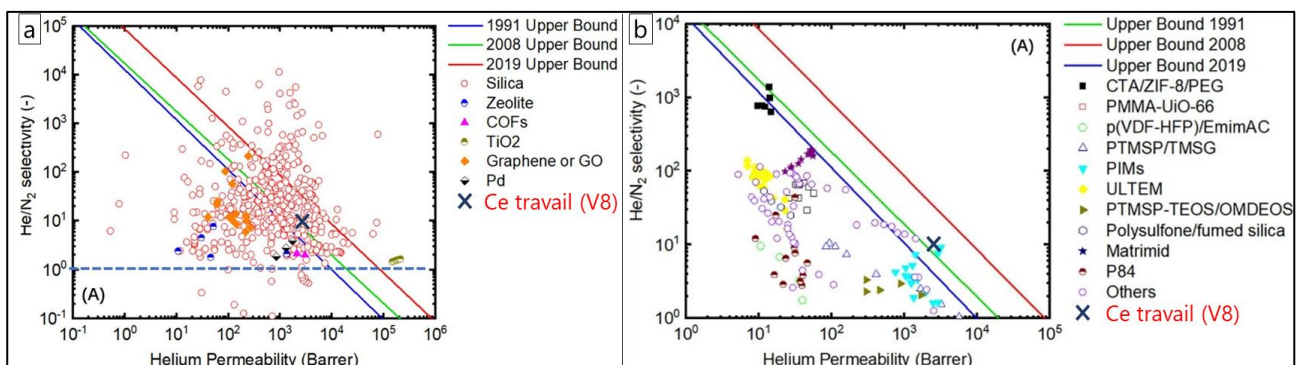 a
10^5
10^4
10^3
10^2
10^1
10^0
10^-1
He/N2 selectivity (-)
(A)
10^-1 10^0 10^1 10^2 10^3 10^4 10^5 10^6
Helium Permeability (Barrer)
1991 Upper Bound
2008 Upper Bound
2019 Upper Bound
Silica
Zeolite
COFs
TiO2
Graphene or GO
Pd
Ce travail (V8)
b
10^4
10^3
10^2
10^1
10^0
He/N2 selectivity (-)
(A)
10^0 10^1 10^2 10^3 10^4 10^5
Helium Permeability (Barrer)
Upper Bound 1991
Upper Bound 2008
Upper Bound 2019
CTA/ZIF-8/PEG
PMMA-UiO-66
p(VDF-HFP)/EmimAC
PTMSP/TMSG
PIMs
ULTEM
PTMSP-TEOS/OMDEOS
Polysulfone/fumed silica
Matrimid
P84
Others
Ce travail (V8)